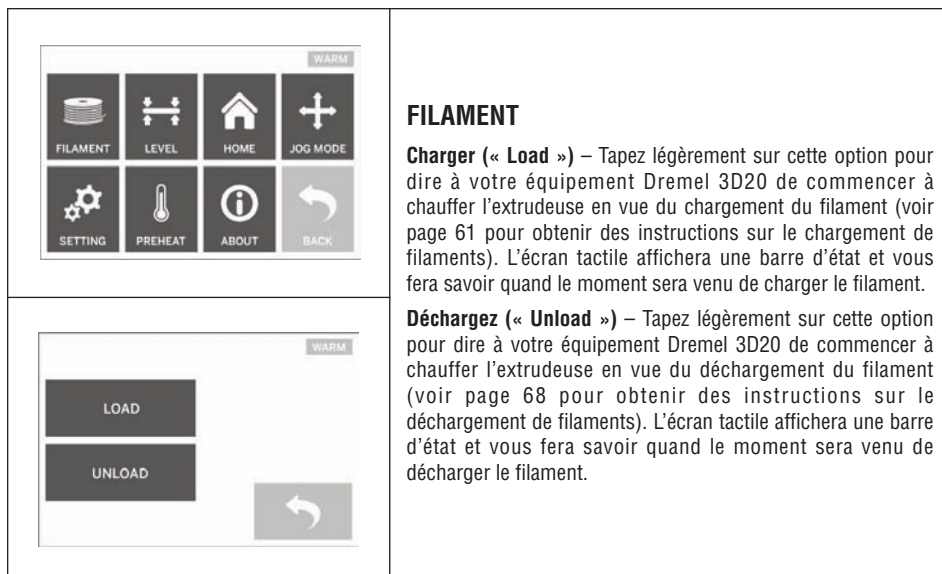 WARM
FILAMENT
LEVEL
HOME
JOG MODE
SETTING
PREHEAT
ABOUT
BACK
WARM
LOAD
UNLOAD
FILAMENT
Charger (« Load ») – Tapez légèrement sur cette option pour
dire à votre équipement Dremel 3D20 de commencer à
chauffer l’extrudeuse en vue du chargement du filament (voir
page 61 pour obtenir des instructions sur le chargement de
filaments). L’écran tactile affichera une barre d’état et vous
fera savoir quand le moment sera venu de charger le filament.
Déchargez (« Unload ») – Tapez légèrement sur cette option
pour dire à votre équipement Dremel 3D20 de commencer à
chauffer l’extrudeuse en vue du déchargement du filament
(voir page 68 pour obtenir des instructions sur le
déchargement de filaments). L’écran tactile affichera une barre
d’état et vous fera savoir quand le moment sera venu de
décharger le filament.